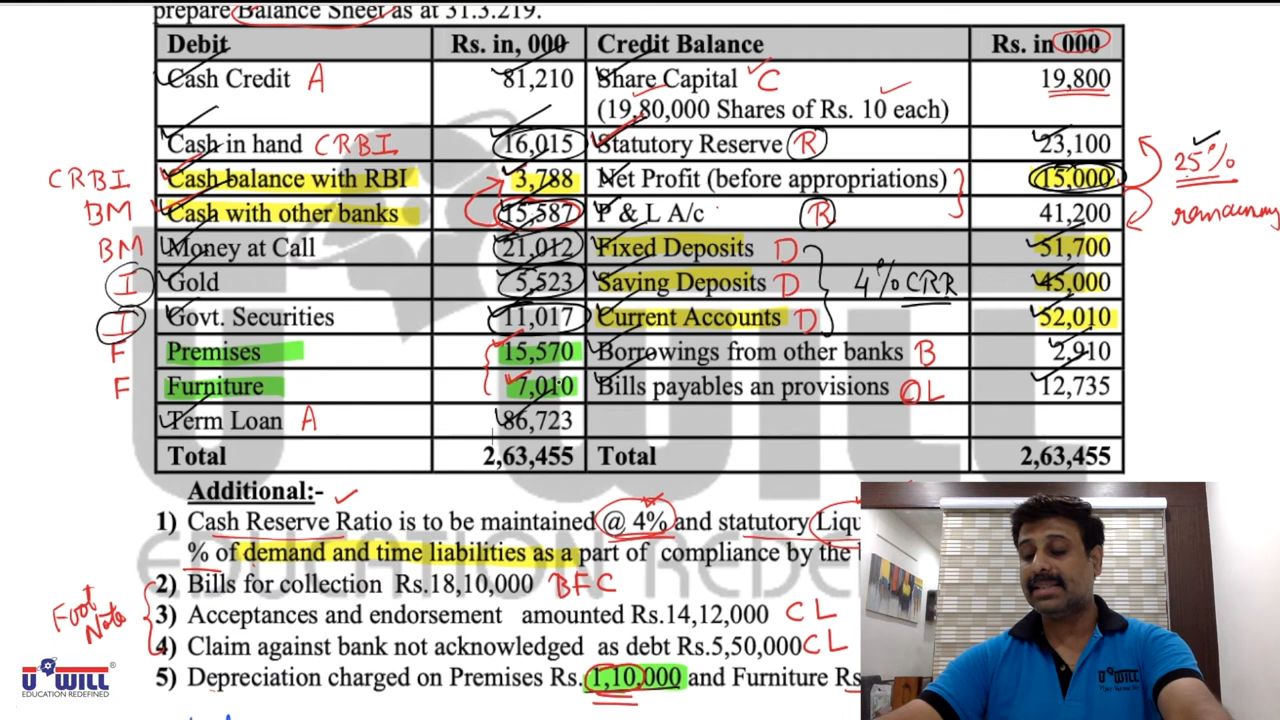 prepare Balance Sheet as at 31.3.219.
Debit Rs. in, 000 Credit Balance Rs. in 000
Cash Credit A 81,210 Share Capital C 19,800
(19,80,000 Shares of Rs. 10 each)
Cash in hand CRBI 16,015 Statutory Reserve R 23,100
CRBI Cash balance with RBI 3,788 Net Profit (before appropriations) 15,000 25%
BM Cash with other banks 15,587 P & L A/c R 41,200 remaining
BM Money at Call 21,012 Fixed Deposits D 51,700
I Gold 5,523 Saving Deposits D 4% CRR 45,000
I Govt. Securities 11,017 Current Accounts D 52,010
F Premises 15,570 Borrowings from other banks B 2,910
F Furniture 7,010 Bills payables an provisions OL 12,735
Term Loan A 86,723
Total 2,63,455 Total 2,63,455
Additional:-
1) Cash Reserve Ratio is to be maintained @ 4% and statutory Liqu
% of demand and time liabilities as a part of compliance by the
2) Bills for collection Rs.18,10,000 BFC
Foot Note
3) Acceptances and endorsement amounted Rs.14,12,000 CL
4) Claim against bank not acknowledged as debt Rs.5,50,000 CL
5) Depreciation charged on Premises Rs. 1,10,000 and Furniture Rs
U WILL
EDUCATION REDEFINED
U WILL
EDUCATION REDE
U WILL